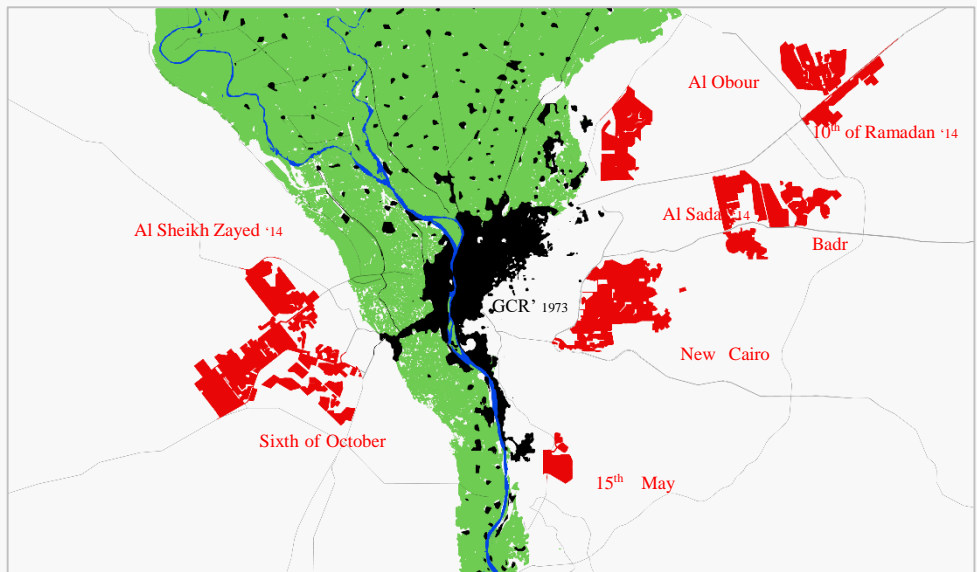 Al Obour
10th of Ramadan ‘14
Al Sheikh Zayed ‘14
Al Sadat ‘14
Badr
GCR’ 1973
New Cairo
Sixth of October
15th May